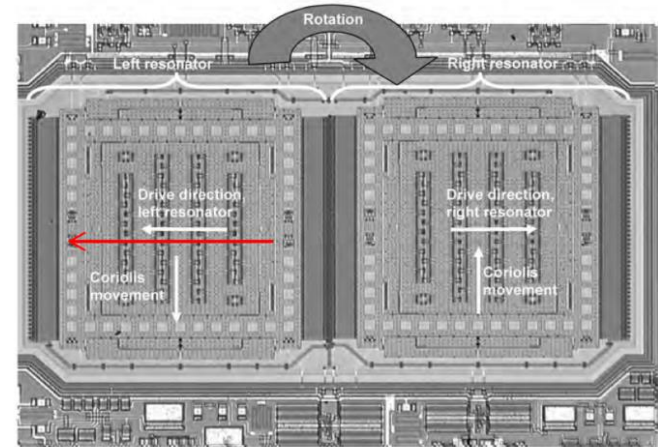 Rotation
Left resonator
Right resonator
Drive direction,
left resonator
Drive direction,
right resonator
Coriolis
movement
Coriolis
movement